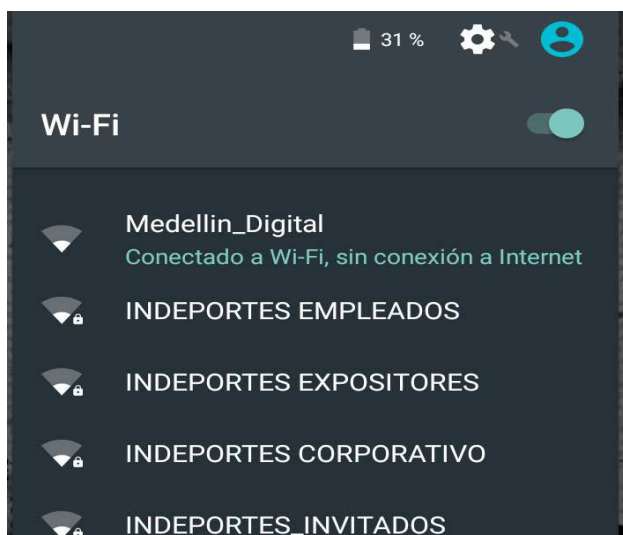 31 %
Wi-Fi
Medellin_Digital
Conectado a Wi-Fi, sin conexión a Internet
INDEPORTES EMPLEADOS
INDEPORTES EXPOSITORES
INDEPORTES CORPORATIVO
INDEPORTES_INVITADOS